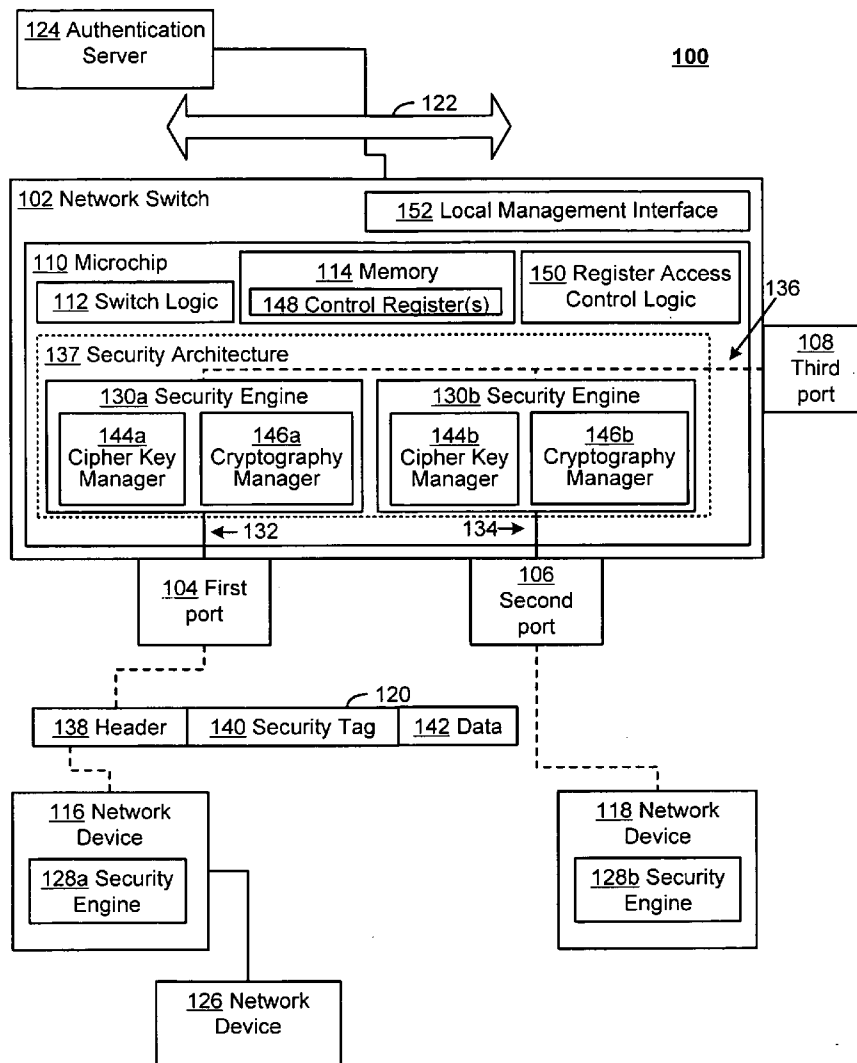 124 Authentication
Server
100
122
102 Network Switch
152 Local Management Interface
110 Microchip
112 Switch Logic
114 Memory
148 Control Register(s)
150 Register Access
Control Logic
136
108
Third
port
137 Security Architecture
130a Security Engine
144a
Cipher Key
Manager
146a
Cryptography
Manager
130b Security Engine
144b
Cipher Key
Manager
146b
Cryptography
Manager
132
134
104 First
port
106
Second
port
120
138 Header
140 Security Tag
142 Data
116 Network
Device
128a Security
Engine
118 Network
Device
128b Security
Engine
126 Network
Device